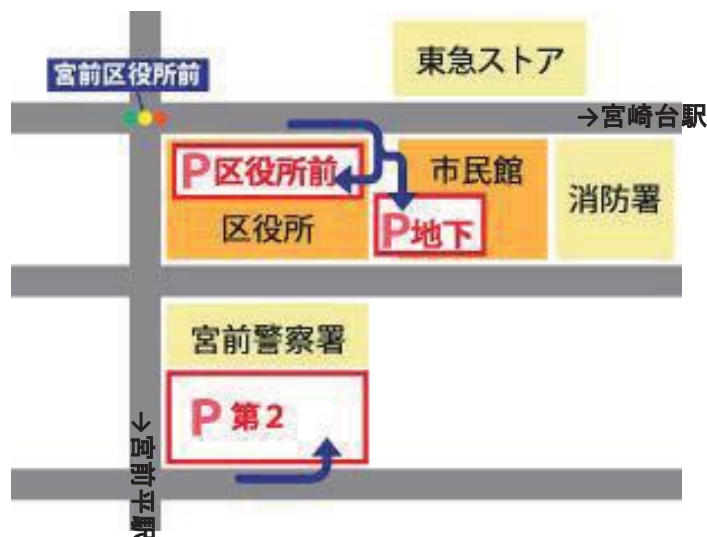 東急ストア
宮前区役所前
→宮崎台駅
P区役所前
市民館
消防署
区役所
P地下
宮前警察署
P 第2
→宮前平駅